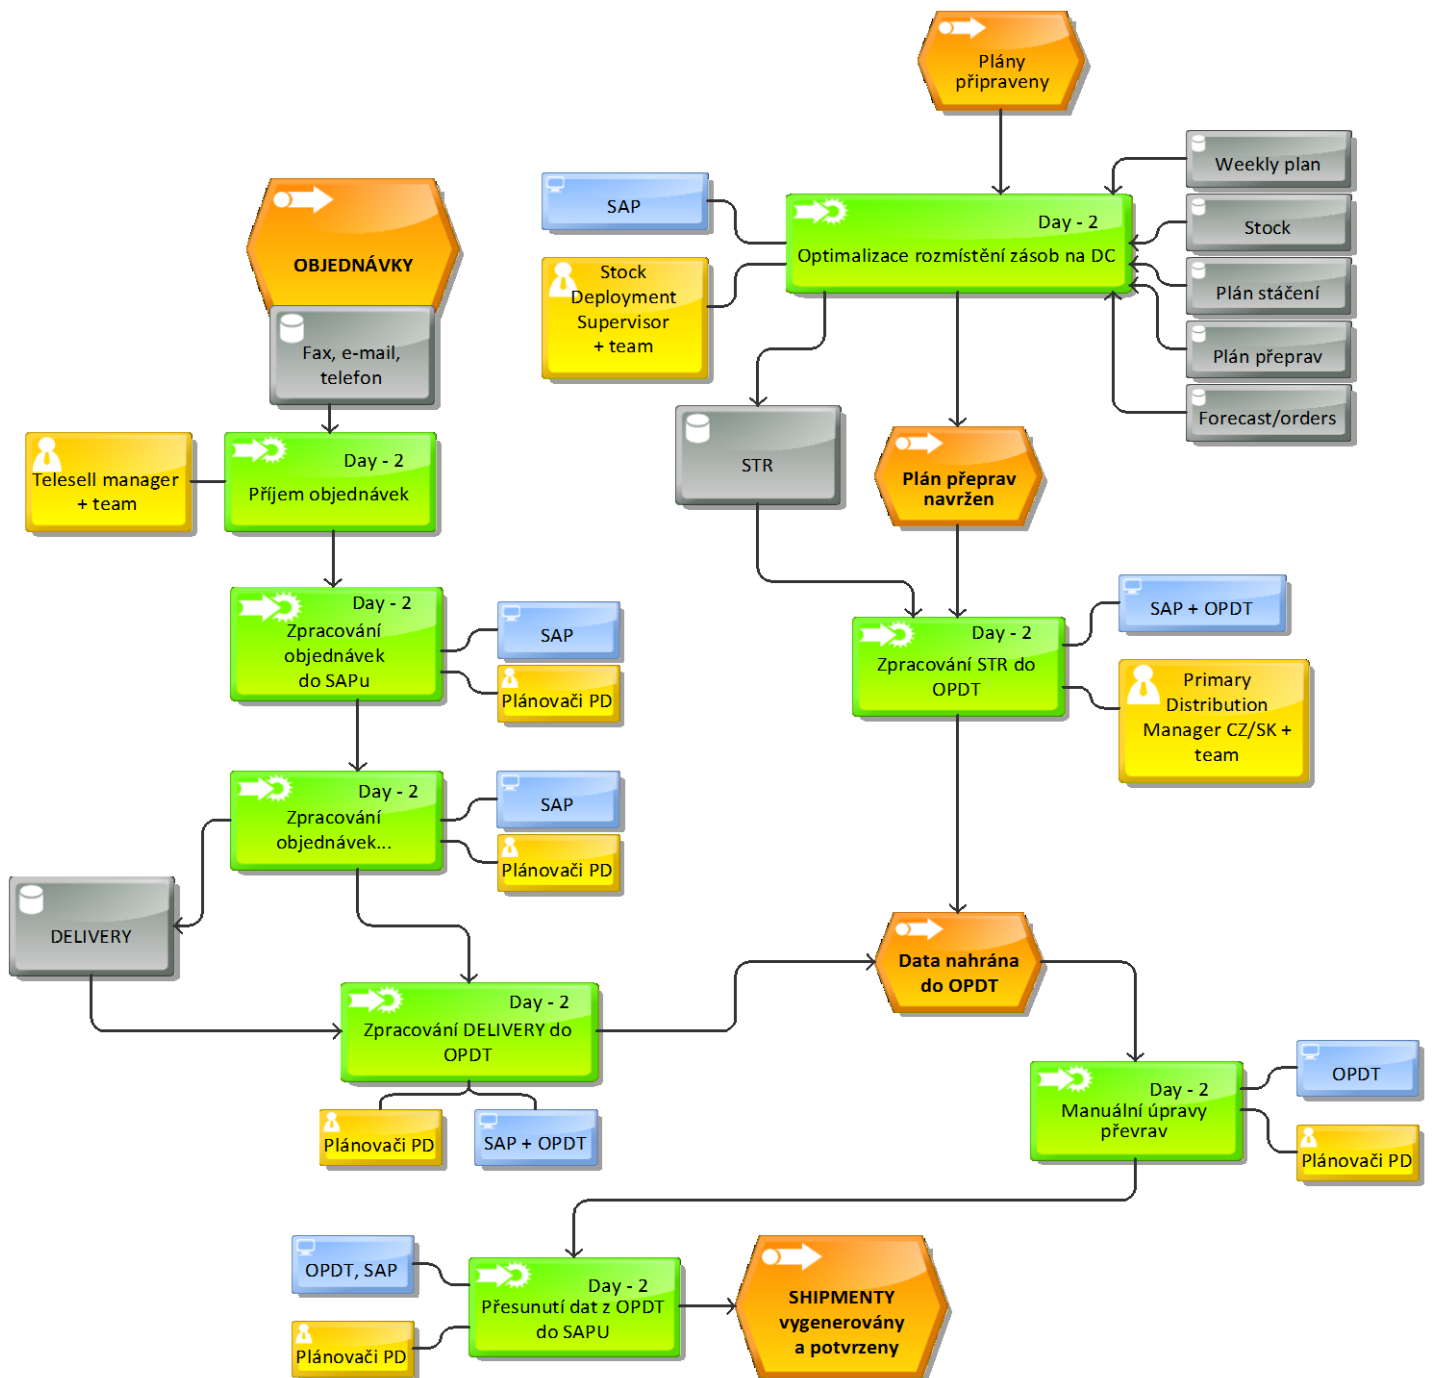 Plány
připraveny
Weekly plan
SAP
Day - 2
Optimalizace rozmístění zásob na DC
Stock
OBJEDNÁVKY
Stock
Deployment
Supervisor
+ team
Plán stáčení
Fax, e-mail,
telefon
Plán přeprav
Forecast/orders
Telesell manager
+ team
Day - 2
Příjem objednávek
STR
Plán přeprav
navržen
Day - 2
Zpracování
objednávek
do SAPu
SAP
Plánovači PD
Day - 2
Zpracování STR do
OPDT
SAP + OPDT
Primary
Distribution
Manager CZ/SK +
team
Day - 2
Zpracování
objednávek...
SAP
Plánovači PD
DELIVERY
Data nahrána
do OPDT
Day - 2
Zpracování DELIVERY do
OPDT
Plánovači PD
SAP + OPDT
Day - 2
Manuální úpravy
převrav
OPDT
Plánovači PD
OPDT, SAP
Plánovači PD
Day - 2
Přesunutí dat z OPDT
do SAPU
SHIPMENTY
vygenerovány
a potvrzeny